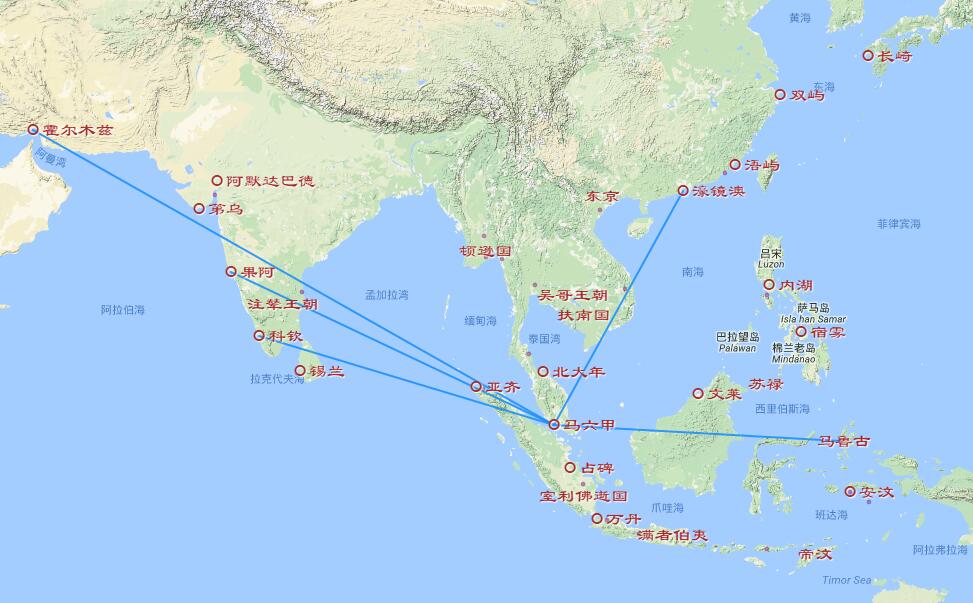 黄海
长崎
东海
双屿
霍尔木兹
阿曼湾
浯屿
阿默达巴德
濠镜澳
东京
第乌
菲律宾海
顿逊国
吕宋
Luzon
果阿
南海
内湖
孟加拉湾
吴哥王朝
注辇王朝
萨马岛
Isla han Samar
阿拉伯海
扶南国
缅甸海
宿雾
科钦
泰国湾
巴拉望岛
Palawan
棉兰老岛
Mindanao
锡兰
拉克代夫海
北大年
亚齐
苏禄
文莱
西里伯斯海
马六甲
马鲁古
占碑
室利佛逝国
安汶
爪哇海
班达海
万丹
满者伯夷
帝汶
阿拉弗拉海
Timor Sea